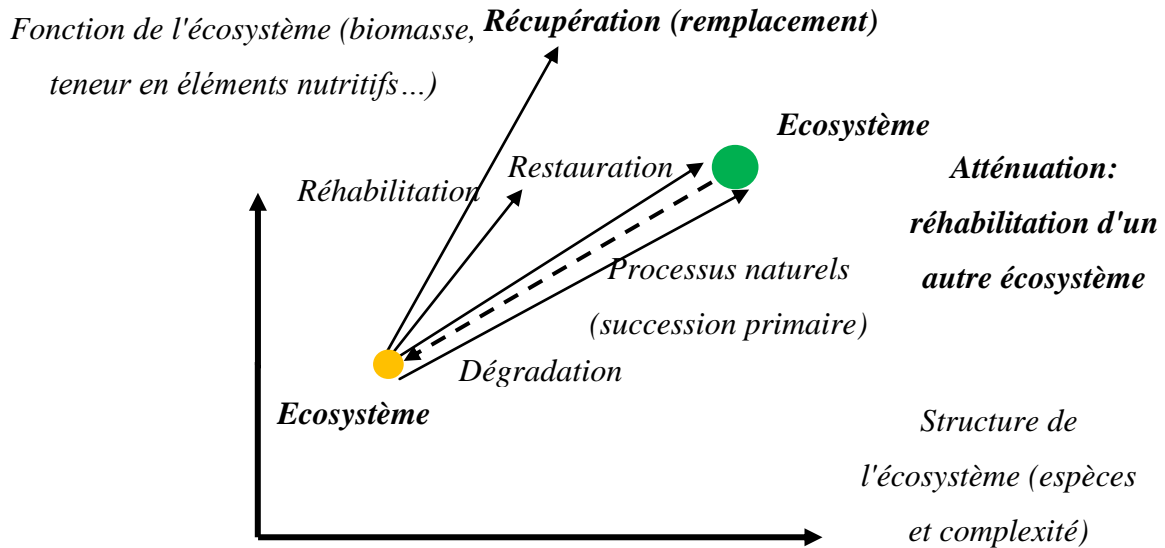 Fonction de l'écosystème (biomasse,
teneur en éléments nutritifs…)
Récupération (remplacement)
Ecosystème
Restauration
Réhabilitation
Atténuation:
réhabilitation d'un
autre écosystème
Processus naturels
(succession primaire)
Dégradation
Ecosystème
Structure de
l'écosystème (espèces
et complexité)